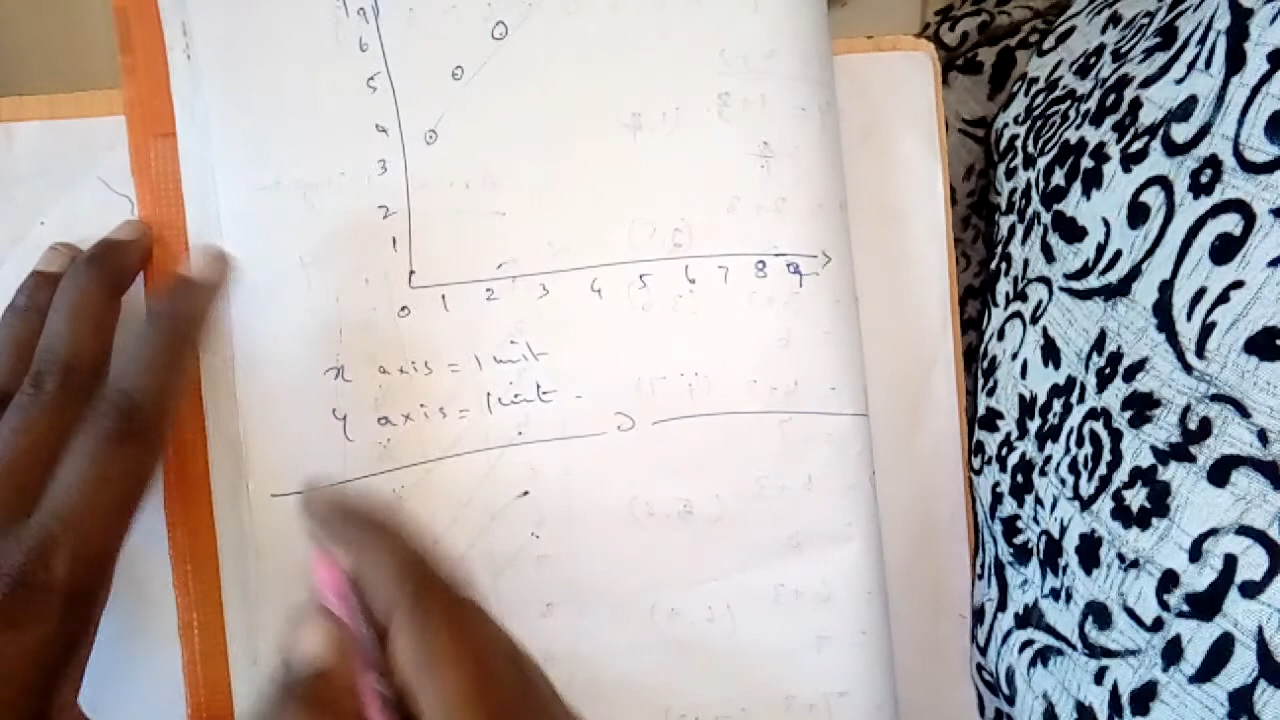 7
6
5
4
3
2
1
0 1 2 3 4 5 6 7 8 9
x axis = 1 unit
y axis = 1 unit.